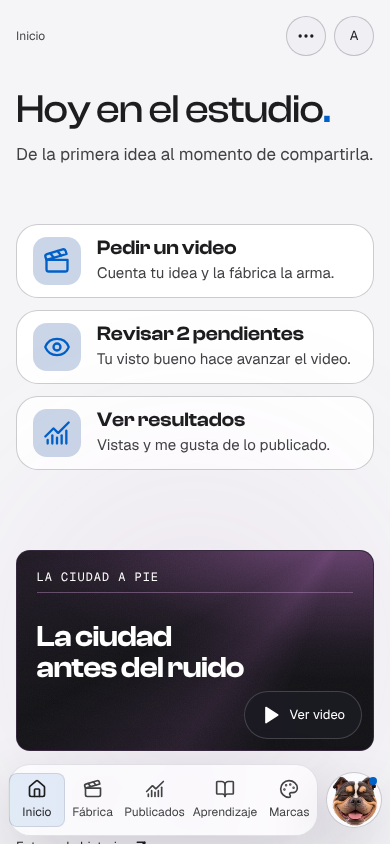 Inicio
A
Hoy en el estudio.
De la primera idea al momento de compartirla.
Pedir un video
Cuenta tu idea y la fábrica la arma.
Revisar 2 pendientes
Tu visto bueno hace avanzar el video.
Ver resultados
Vistas y me gusta de lo publicado.
LA CIUDAD A PIE
La ciudad
antes del ruido
Ver video
Inicio
Fábrica
Publicados
Aprendizaje
Marcas